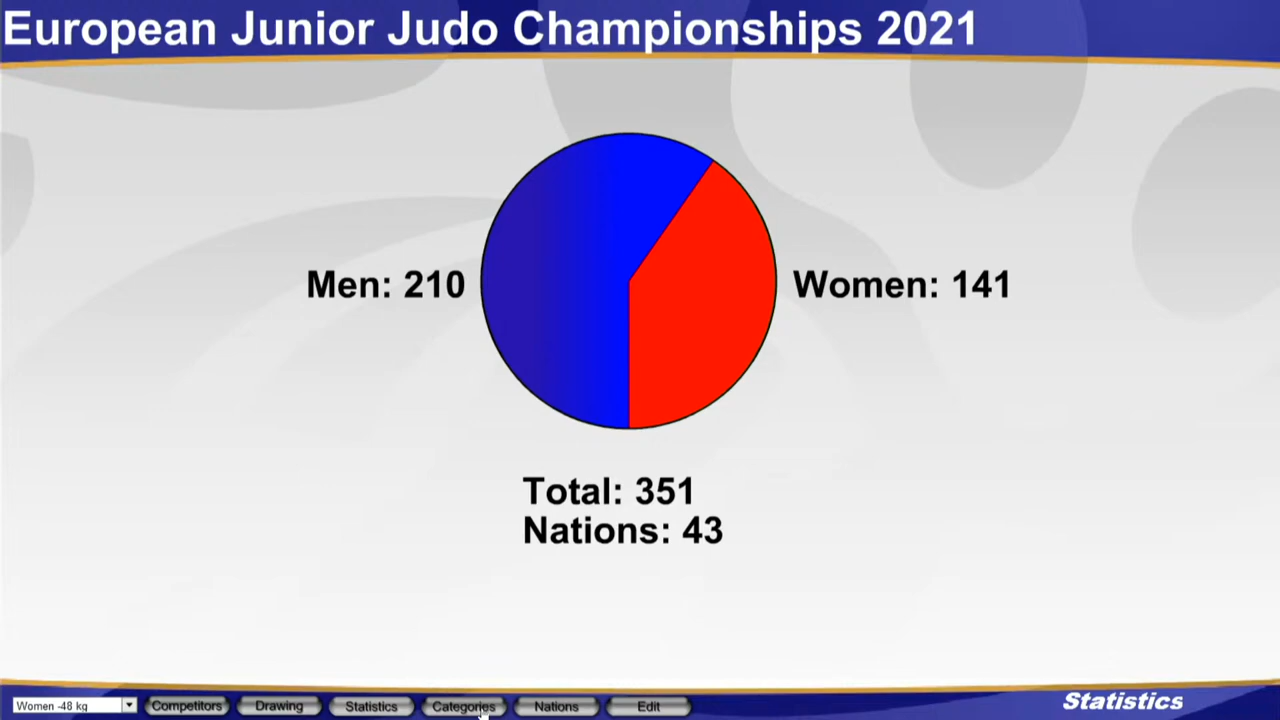 European Junior Judo Championships 2021
Men: 210
Women: 141
Total: 351
Nations: 43
Women -48 kg
Competitors
Drawing
Statistics
Categories
Nations
Edit
Statistics